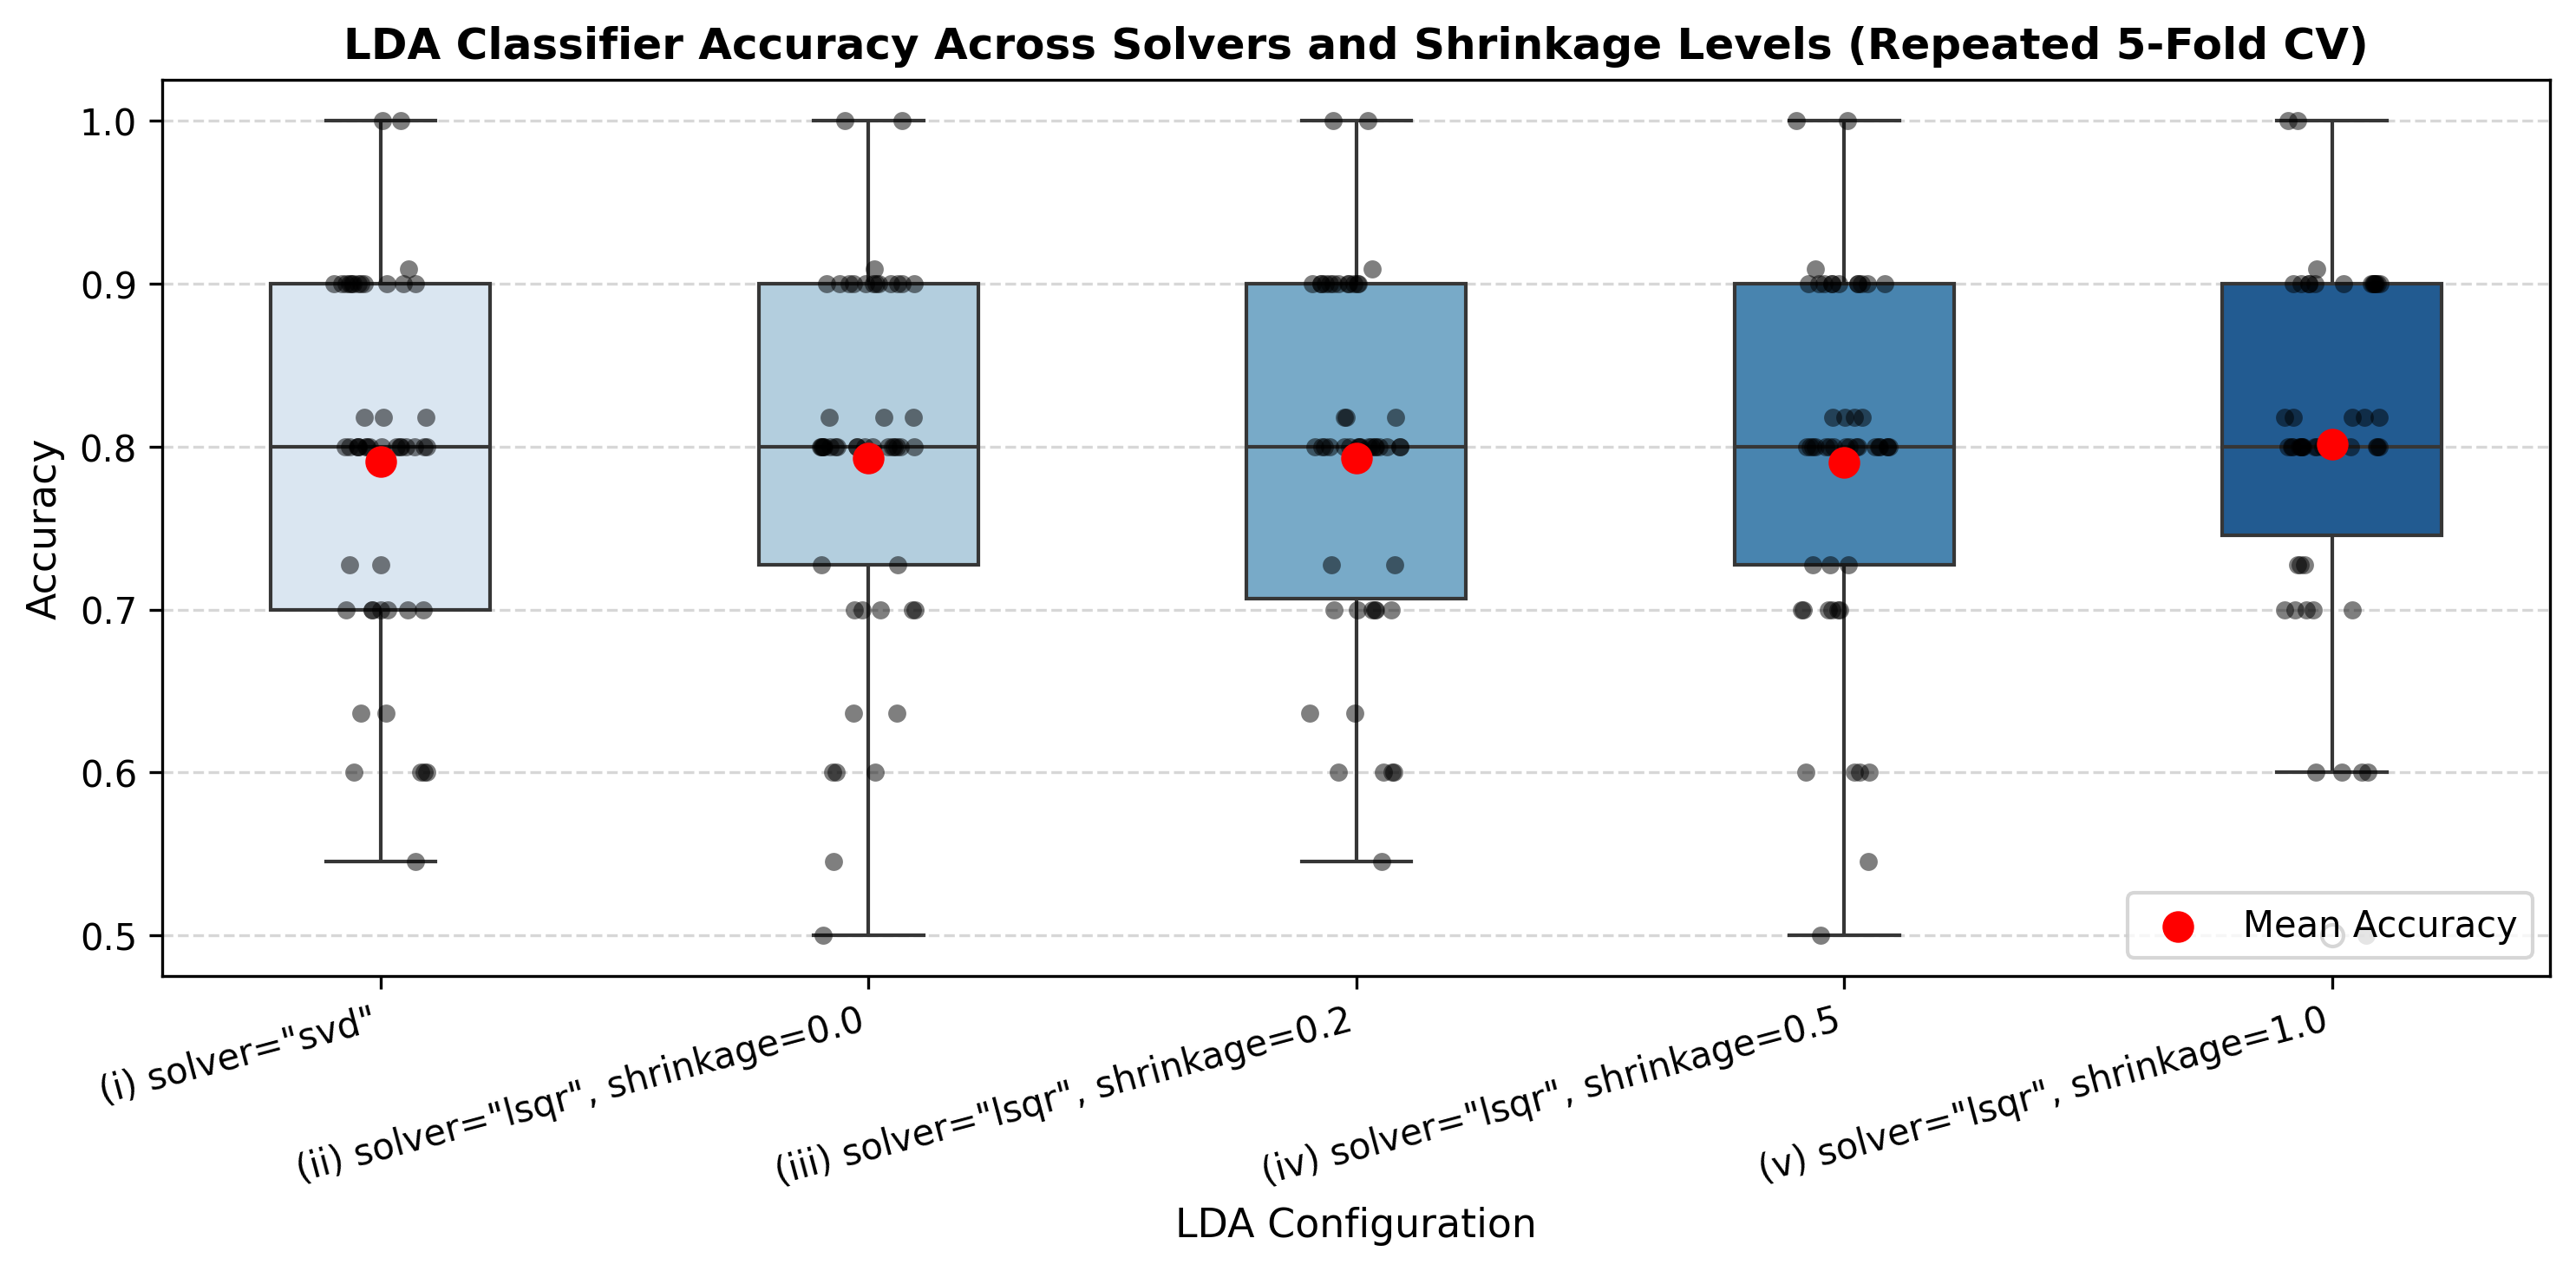 LDA Classifier Accuracy Across Solvers and Shrinkage Levels (Repeated 5-Fold CV)
Accuracy
1.0
0.9
0.8
0.7
0.6
0.5
Mean Accuracy
(i) solver="svd"
(ii) solver="lsqr", shrinkage=0.0
(iii) solver="lsqr", shrinkage=0.2
(iv) solver="lsqr", shrinkage=0.5
(v) solver="lsqr", shrinkage=1.0
LDA Configuration